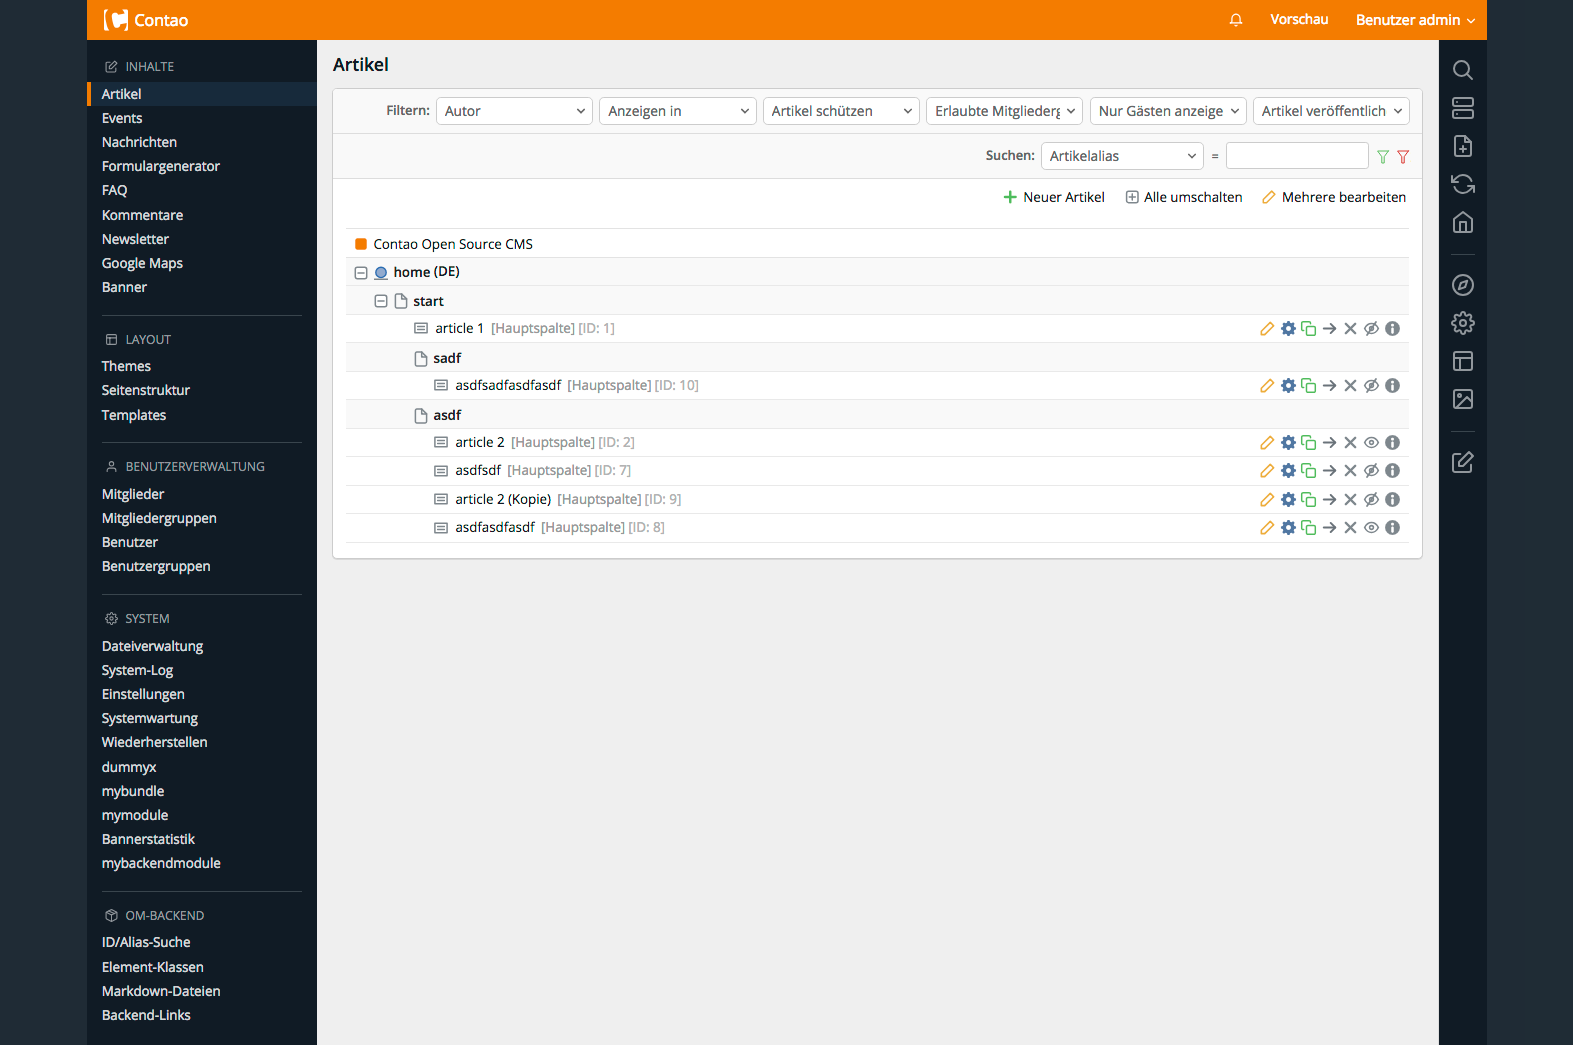 Contao
Vorschau
Benutzer admin
INHALTE
Artikel
Events
Nachrichten
Formulargenerator
FAQ
Kommentare
Newsletter
Google Maps
Banner
LAYOUT
Themes
Seitenstruktur
Templates
BENUTZERVERWALTUNG
Mitglieder
Mitgliedergruppen
Benutzer
Benutzergruppen
SYSTEM
Dateiverwaltung
System-Log
Einstellungen
Systemwartung
Wiederherstellen
dummyx
mybundle
mymodule
Bannerstatistik
mybackendmodule
OM-BACKEND
ID/Alias-Suche
Element-Klassen
Markdown-Dateien
Backend-Links
Artikel
Filtern: Autor Anzeigen in Artikel schützen Erlaubte Mitgliederg Nur Gästen anzeige Artikel veröffentlich
Suchen: Artikelalias =
Neuer Artikel Alle umschalten Mehrere bearbeiten
Contao Open Source CMS
home (DE)
start
article 1 [Hauptspalte] [ID: 1]
sadf
asdfsadfasdfasdf [Hauptspalte] [ID: 10]
asdf
article 2 [Hauptspalte] [ID: 2]
asdfsdf [Hauptspalte] [ID: 7]
article 2 (Kopie) [Hauptspalte] [ID: 9]
asdfasdfasdf [Hauptspalte] [ID: 8]